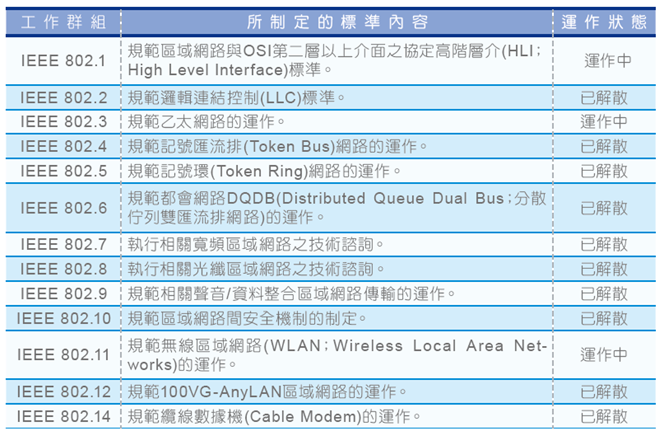 工作群組 所制定的標準內容 運作狀態
IEEE 802.1 規範區域網路與OSI第二層以上介面之協定高階層介(HLI；
High Level Interface)標準。 運作中
IEEE 802.2 規範邏輯連結控制(LLC)標準。 已解散
IEEE 802.3 規範乙太網路的運作。 運作中
IEEE 802.4 規範記號匯流排(Token Bus)網路的運作。 已解散
IEEE 802.5 規範記號環(Token Ring)網路的運作。 已解散
IEEE 802.6 規範都會網路DQDB(Distributed Queue Dual Bus；分散
佇列雙匯流排網路)的運作。 已解散
IEEE 802.7 執行相關寬頻區域網路之技術諮詢。 已解散
IEEE 802.8 執行相關光纖區域網路之技術諮詢。 已解散
IEEE 802.9 規範相關聲音/資料整合區域網路傳輸的運作。 已解散
IEEE 802.10 規範區域網路間安全機制的制定。 已解散
IEEE 802.11 規範無線區域網路(WLAN；Wireless Local Area Net-
works)的運作。 運作中
IEEE 802.12 規範100VG-AnyLAN區域網路的運作。 已解散
IEEE 802.14 規範纜線數據機(Cable Modem)的運作。 已解散